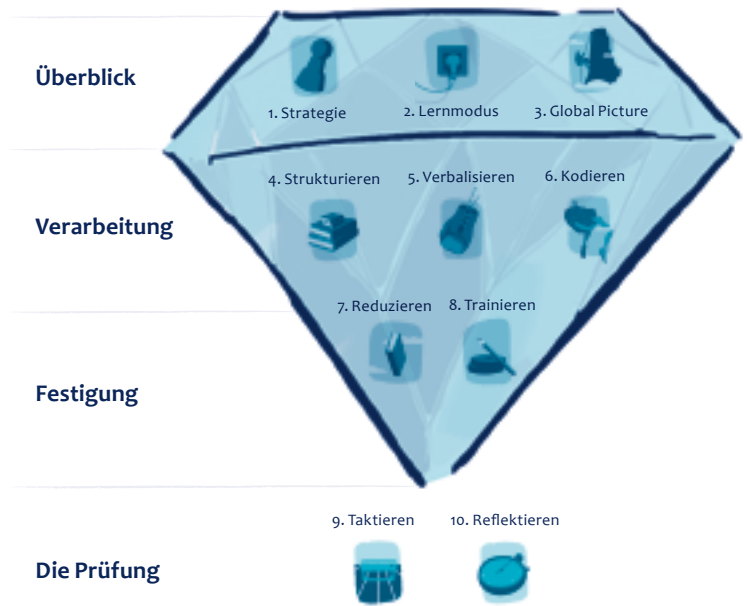 Überblick
1. Strategie
2. Lernmodus
3. Global Picture
Verarbeitung
4. Strukturieren
5. Verbalisieren
6. Kodieren
Festigung
7. Reduzieren
8. Trainieren
Die Prüfung
9. Taktieren
10. Reflektieren